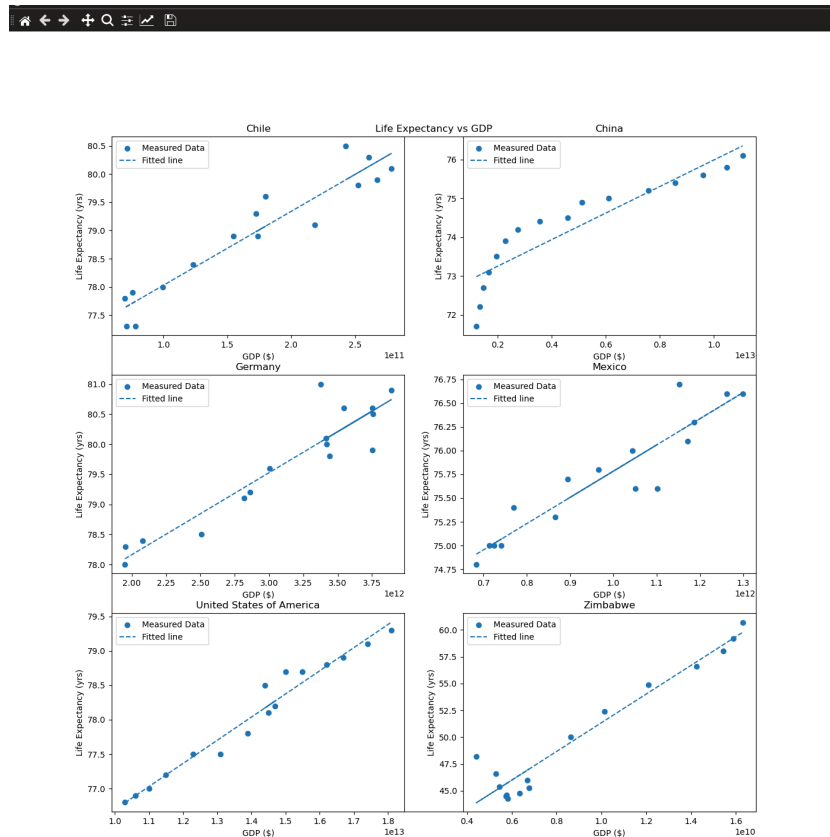 Life Expectancy vs GDP
Chile
Measured Data
Fitted line
Life Expectancy (yrs)
80.5
80.0
79.5
79.0
78.5
78.0
77.5
1.0 1.5 2.0 2.5
1e11
GDP ($)
China
Measured Data
Fitted line
Life Expectancy (yrs)
76
75
74
73
72
0.2 0.4 0.6 0.8 1.0
1e13
GDP ($)
Germany
Measured Data
Fitted line
Life Expectancy (yrs)
81.0
80.5
80.0
79.5
79.0
78.5
78.0
2.00 2.25 2.50 2.75 3.00 3.25 3.50 3.75
1e12
GDP ($)
Mexico
Measured Data
Fitted line
Life Expectancy (yrs)
76.75
76.50
76.25
76.00
75.75
75.50
75.25
75.00
74.75
0.7 0.8 0.9 1.0 1.1 1.2 1.3
1e12
GDP ($)
United States of America
Measured Data
Fitted line
Life Expectancy (yrs)
79.5
79.0
78.5
78.0
77.5
77.0
1.0 1.1 1.2 1.3 1.4 1.5 1.6 1.7 1.8
1e13
GDP ($)
Zimbabwe
Measured Data
Fitted line
Life Expectancy (yrs)
60.0
57.5
55.0
52.5
50.0
47.5
45.0
0.4 0.6 0.8 1.0 1.2 1.4 1.6
1e10
GDP ($)